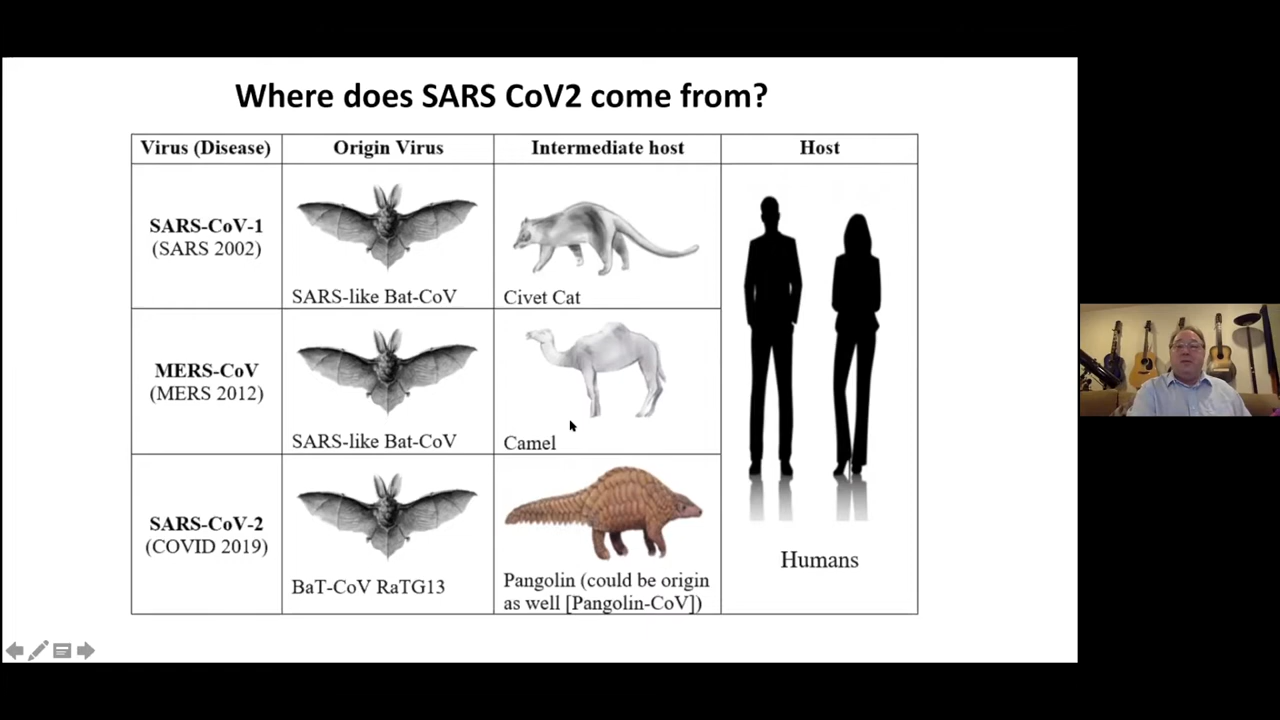 Where does SARS CoV2 come from?
Virus (Disease)
Origin Virus
Intermediate host
Host
SARS-CoV-1
(SARS 2002)
SARS-like Bat-CoV
Civet Cat
MERS-CoV
(MERS 2012)
SARS-like Bat-CoV
Camel
SARS-CoV-2
(COVID 2019)
BaT-CoV RaTG13
Pangolin (could be origin
as well [Pangolin-CoV])
Humans